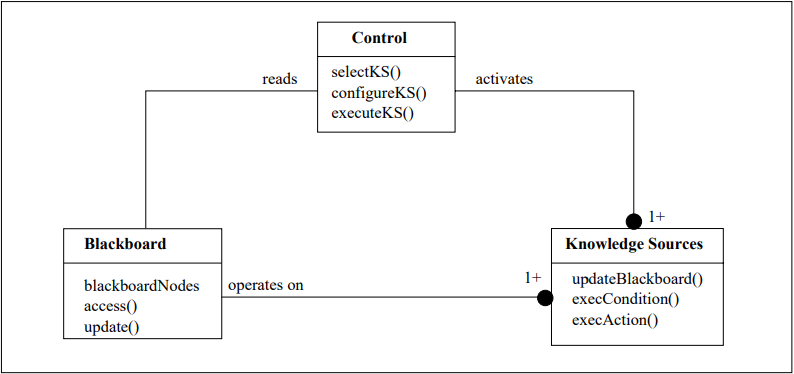 Control
selectKS()
configureKS()
executeKS()
reads
activates
1+
Blackboard
blackboardNodes
access()
update()
operates on
1+
Knowledge Sources
updateBlackboard()
execCondition()
execAction()